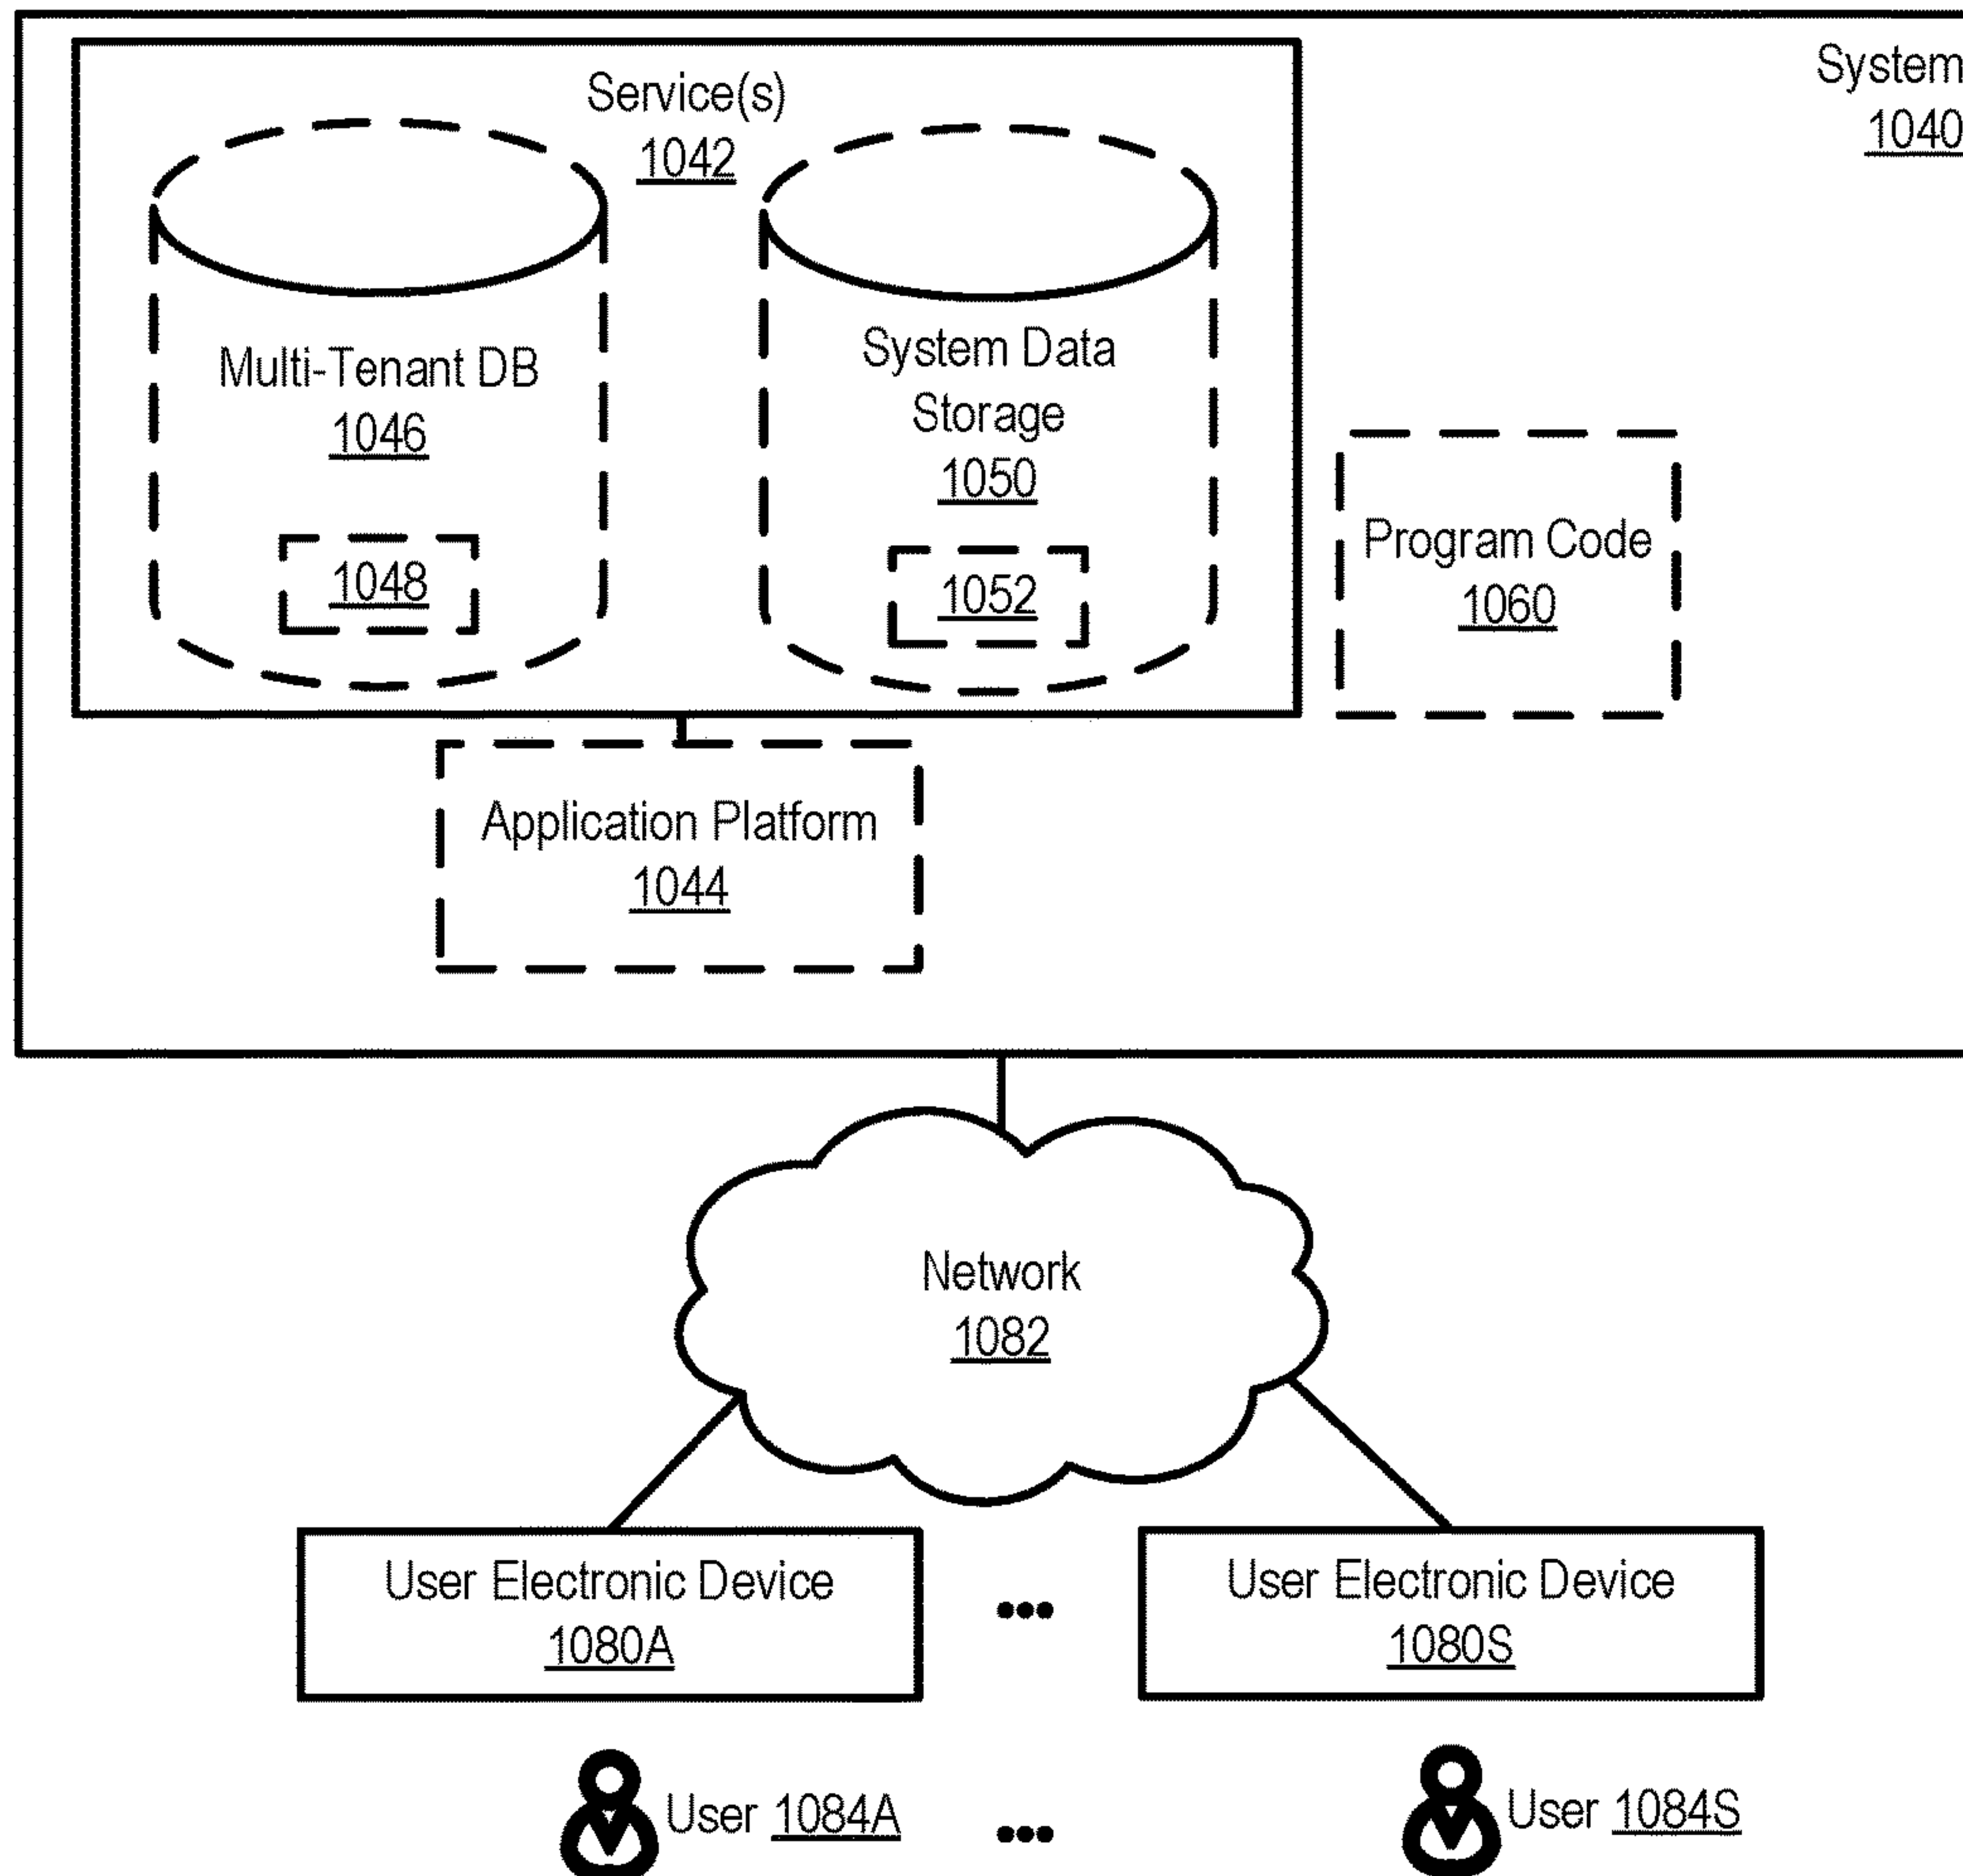 System
1040
Service(s)
1042
Multi-Tenant DB
1046
1048
System Data
Storage
1050
1052
Program Code
1060
Application Platform
1044
Network
1082
User Electronic Device
1080A
•••
User Electronic Device
1080S
User 1084A
•••
User 1084S